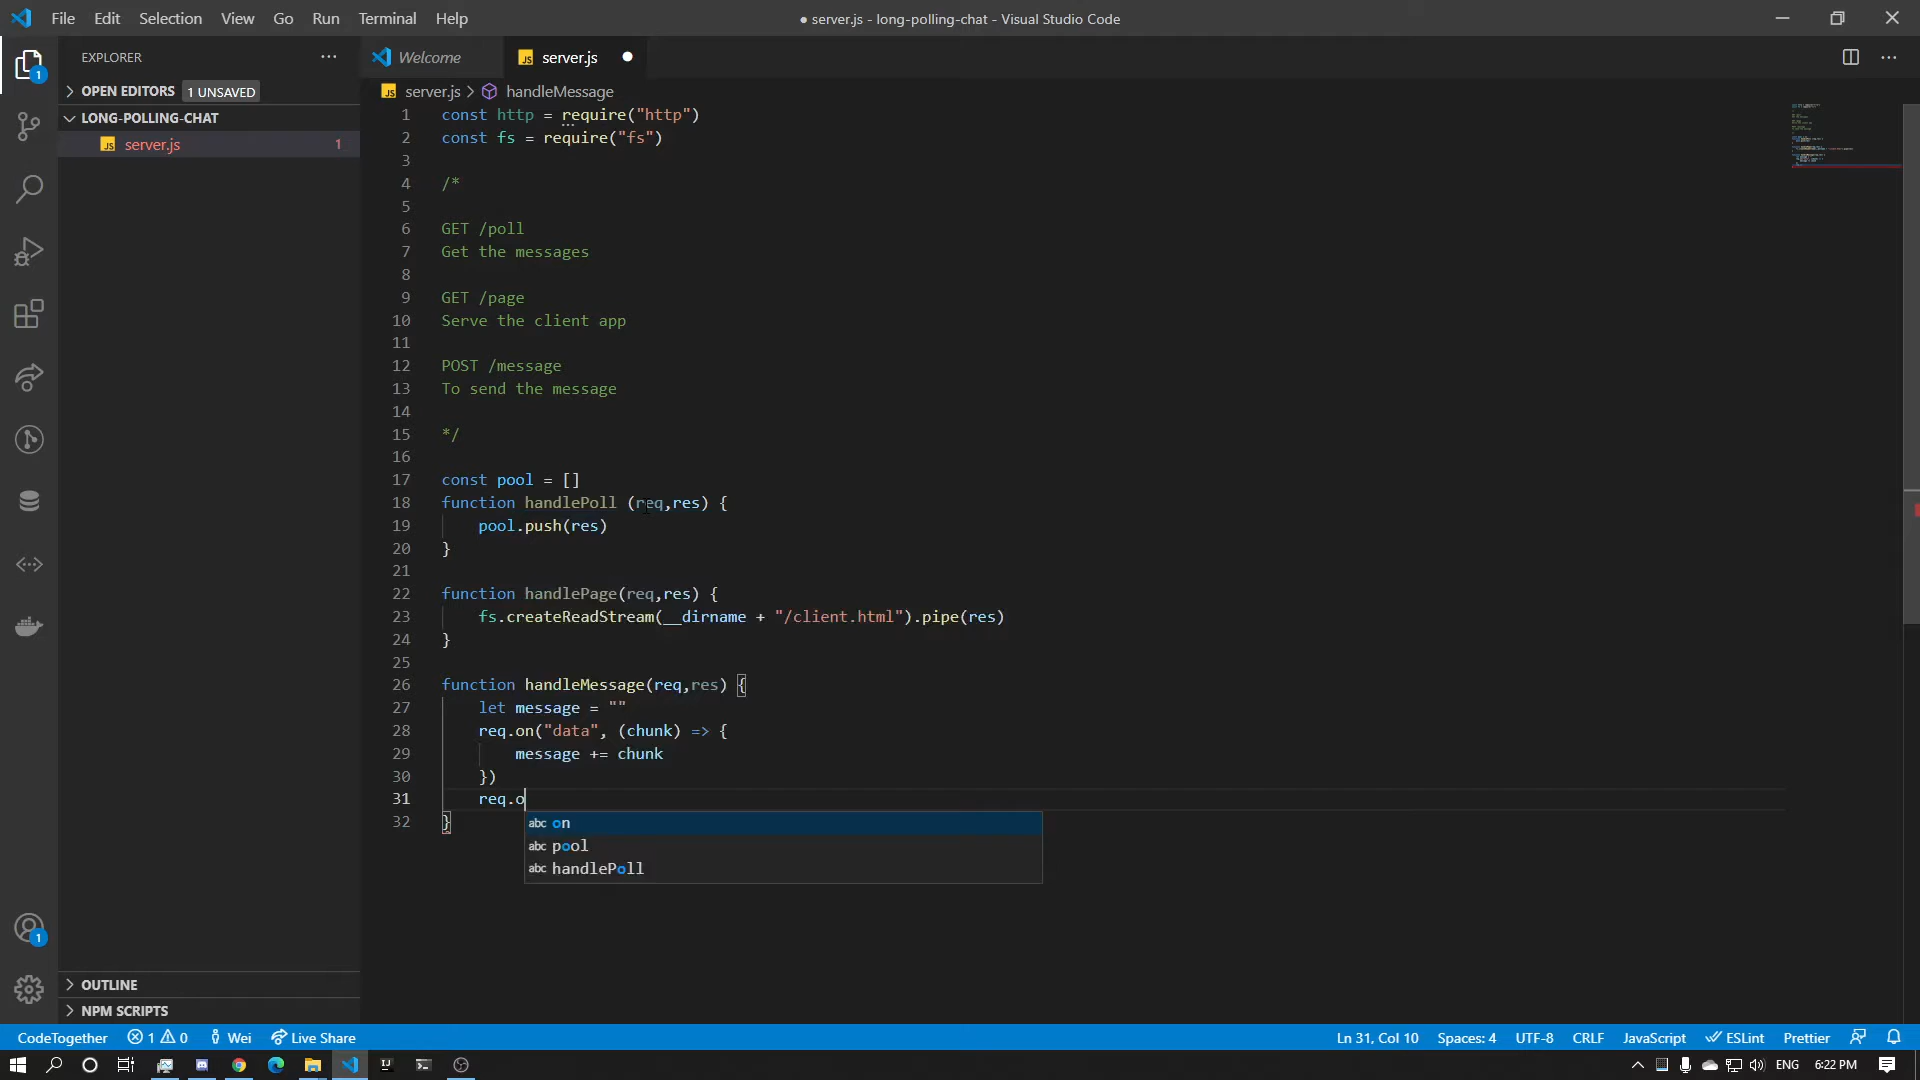 File Edit Selection View Go Run Terminal Help
● server.js - long-polling-chat - Visual Studio Code
EXPLORER
Welcome
JS server.js
1
OPEN EDITORS 1 UNSAVED
JS server.js > handleMessage
LONG-POLLING-CHAT
JS server.js 1
1 const http = require("http")
2 const fs = require("fs")
3
4 /*
5
6 GET /poll
7 Get the messages
8
9 GET /page
10 Serve the client app
11
12 POST /message
13 To send the message
14
15 */
16
17 const pool = []
18 function handlePoll (req,res) {
19 pool.push(res)
20 }
21
22 function handlePage(req,res) {
23 fs.createReadStream(__dirname + "/client.html").pipe(res)
24 }
25
26 function handleMessage(req,res) {
27 let message = ""
28 req.on("data", (chunk) => {
29 message += chunk
30 })
31 req.o
32 }
abc on
abc pool
abc handlePoll
1
OUTLINE
NPM SCRIPTS
CodeTogether 1 0 Wei Live Share
Ln 31, Col 10 Spaces: 4 UTF-8 CRLF JavaScript ESLint Prettier
ENG 6:22 PM